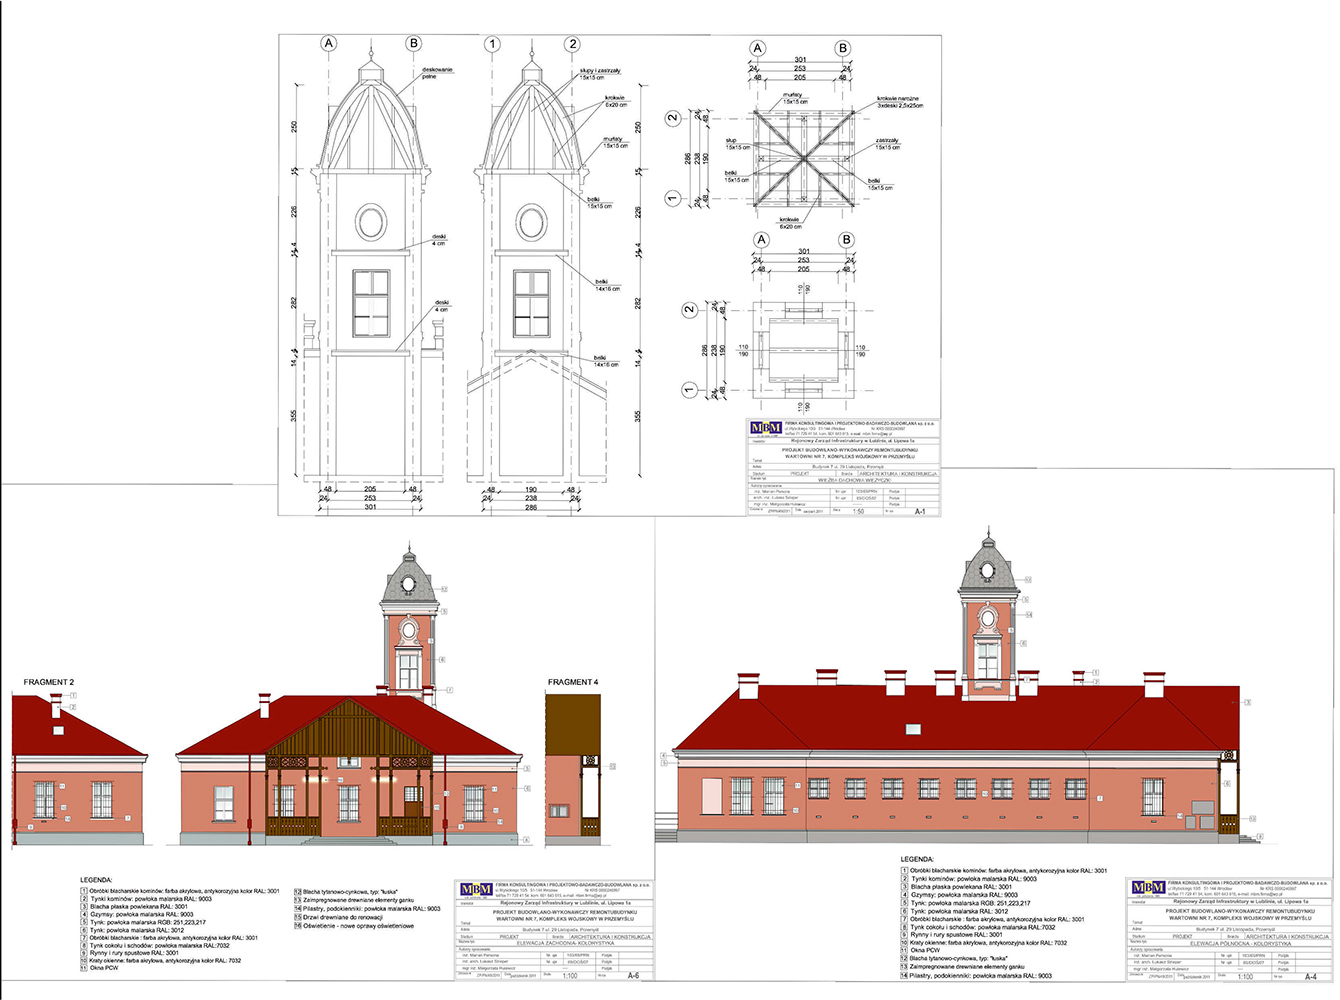 A B 1 2
deskowanie
pełne
słupy i zastrzały
15x15 cm
krokwie
6x20 cm
murłaty
15x15 cm
belki
15x15 cm
deski
4 cm
belki
14x16 cm
deski
4 cm
belki
14x16 cm
250
15
226
4
14
282
14
355
48 205 48
24 253 24
301
48 190 48
24 238 24
286
A B
301
24 253 24
48 205 48
murłaty
15x15 cm
krokwie narożne
3xdeski 2,5x25cm
słup
15x15 cm
zastrzały
15x15 cm
belki
15x15 cm
belki
15x15 cm
krokwie
6x20 cm
2
1
286
238
190
A B
301
24 253 24
48 205 48
110
190
2
1
286 238 190
110
190
110
190
110
190
MBM
FIRMA KONSULTINGOWA I PROJEKTOWO-BADAWCZO-BUDOWLANA sp. z o.o.
Rejonowy Zarząd Infrastruktury w Lublinie, ul. Lipowa 1a
PROJEKT BUDOWLANO-WYKONAWCZY REMONTUBUDYNKU
WARTOWNI NR 7, KOMPLEKS WOJSKOWY W PRZEMYŚLU
Budynek 7 ul. 29 Listopada, Przemyśl
PROJEKT ARCHITEKTURA I KONSTRUKCJA
WIEŹBA DACHOWA WIEŻYCZKI
1:50 A-1
FRAGMENT 2
FRAGMENT 4
LEGENDA:
1 Obróbki blacharskie kominów: farba akrylowa, antykorozyjna kolor RAL: 3001
2 Tynki kominów: powłoka malarska RAL: 9003
3 Blacha płaska powlekana RAL: 3001
4 Gzymsy: powłoka malarska RAL: 9003
5 Tynk: powłoka malarska RGB: 251,223,217
6 Tynk: powłoka malarska RAL: 3012
7 Obróbki blacharskie: farba akrylowa, antykorozyjna kolor RAL: 3001
8 Tynk cokołu i schodów: powłoka malarska RAL:7032
9 Rynny i rury spustowe RAL: 3001
10 Kraty okienne: farba akrylowa, antykorozyjna kolor RAL: 7032
11 Okna PCW
12 Blacha tytanowo-cynkowa, typ: "łuska"
13 Zaimpregnowane drewniane elementy ganku
14 Pilastry, podokienniki: powłoka malarska RAL: 9003
15 Drzwi drewniane do renowacji
16 Oświetlenie - nowe oprawy oświetleniowe
MBM
FIRMA KONSULTINGOWA I PROJEKTOWO-BADAWCZO-BUDOWLANA sp. z o.o.
Rejonowy Zarząd Infrastruktury w Lublinie, ul. Lipowa 1a
PROJEKT BUDOWLANO-WYKONAWCZY REMONTUBUDYNKU
WARTOWNI NR 7, KOMPLEKS WOJSKOWY W PRZEMYŚLU
Budynek 7 ul. 29 Listopada, Przemyśl
PROJEKT ARCHITEKTURA I KONSTRUKCJA
ELEWACJA ZACHODNIA - KOLORYSTYKA
1:100 A-6
LEGENDA:
1 Obróbki blacharskie kominów: farba akrylowa, antykorozyjna kolor RAL: 3001
2 Tynki kominów: powłoka malarska RAL: 9003
3 Blacha płaska powlekana RAL: 3001
4 Gzymsy: powłoka malarska RAL: 9003
5 Tynk: powłoka malarska RGB: 251,223,217
6 Tynk: powłoka malarska RAL: 3012
7 Obróbki blacharskie: farba akrylowa, antykorozyjna kolor RAL: 3001
8 Tynk cokołu i schodów: powłoka malarska RAL: 7032
9 Rynny i rury spustowe RAL: 3001
10 Kraty okienne: farba akrylowa, antykorozyjna kolor RAL: 7032
11 Okna PCW
12 Blacha tytanowo-cynkowa, typ: "łuska"
13 Zaimpregnowane drewniane elementy ganku
14 Pilastry, podokienniki: powłoka malarska RAL: 9003
MBM
FIRMA KONSULTINGOWA I PROJEKTOWO-BADAWCZO-BUDOWLANA sp. z o.o.
Rejonowy Zarząd Infrastruktury w Lublinie, ul. Lipowa 1a
PROJEKT BUDOWLANO-WYKONAWCZY REMONTUBUDYNKU
WARTOWNI NR 7, KOMPLEKS WOJSKOWY W PRZEMYŚLU
Budynek 7 ul. 29 Listopada, Przemyśl
PROJEKT ARCHITEKTURA I KONSTRUKCJA
ELEWACJA PÓŁNOCNA - KOLORYSTYKA
1:100 A-4